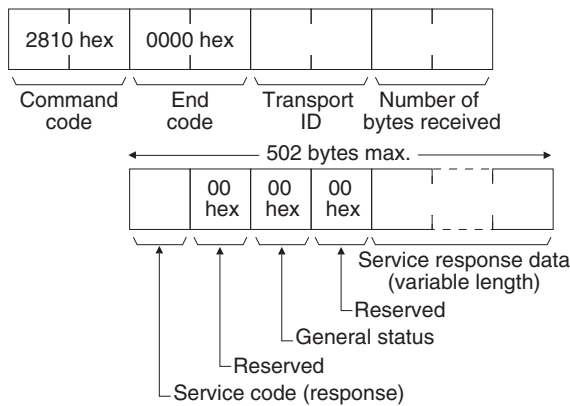 2810 hex 0000 hex
Command code
End code
Transport ID
Number of bytes received
502 bytes max.
00 hex
00 hex
00 hex
Service response data
(variable length)
Reserved
General status
Reserved
Service code (response)